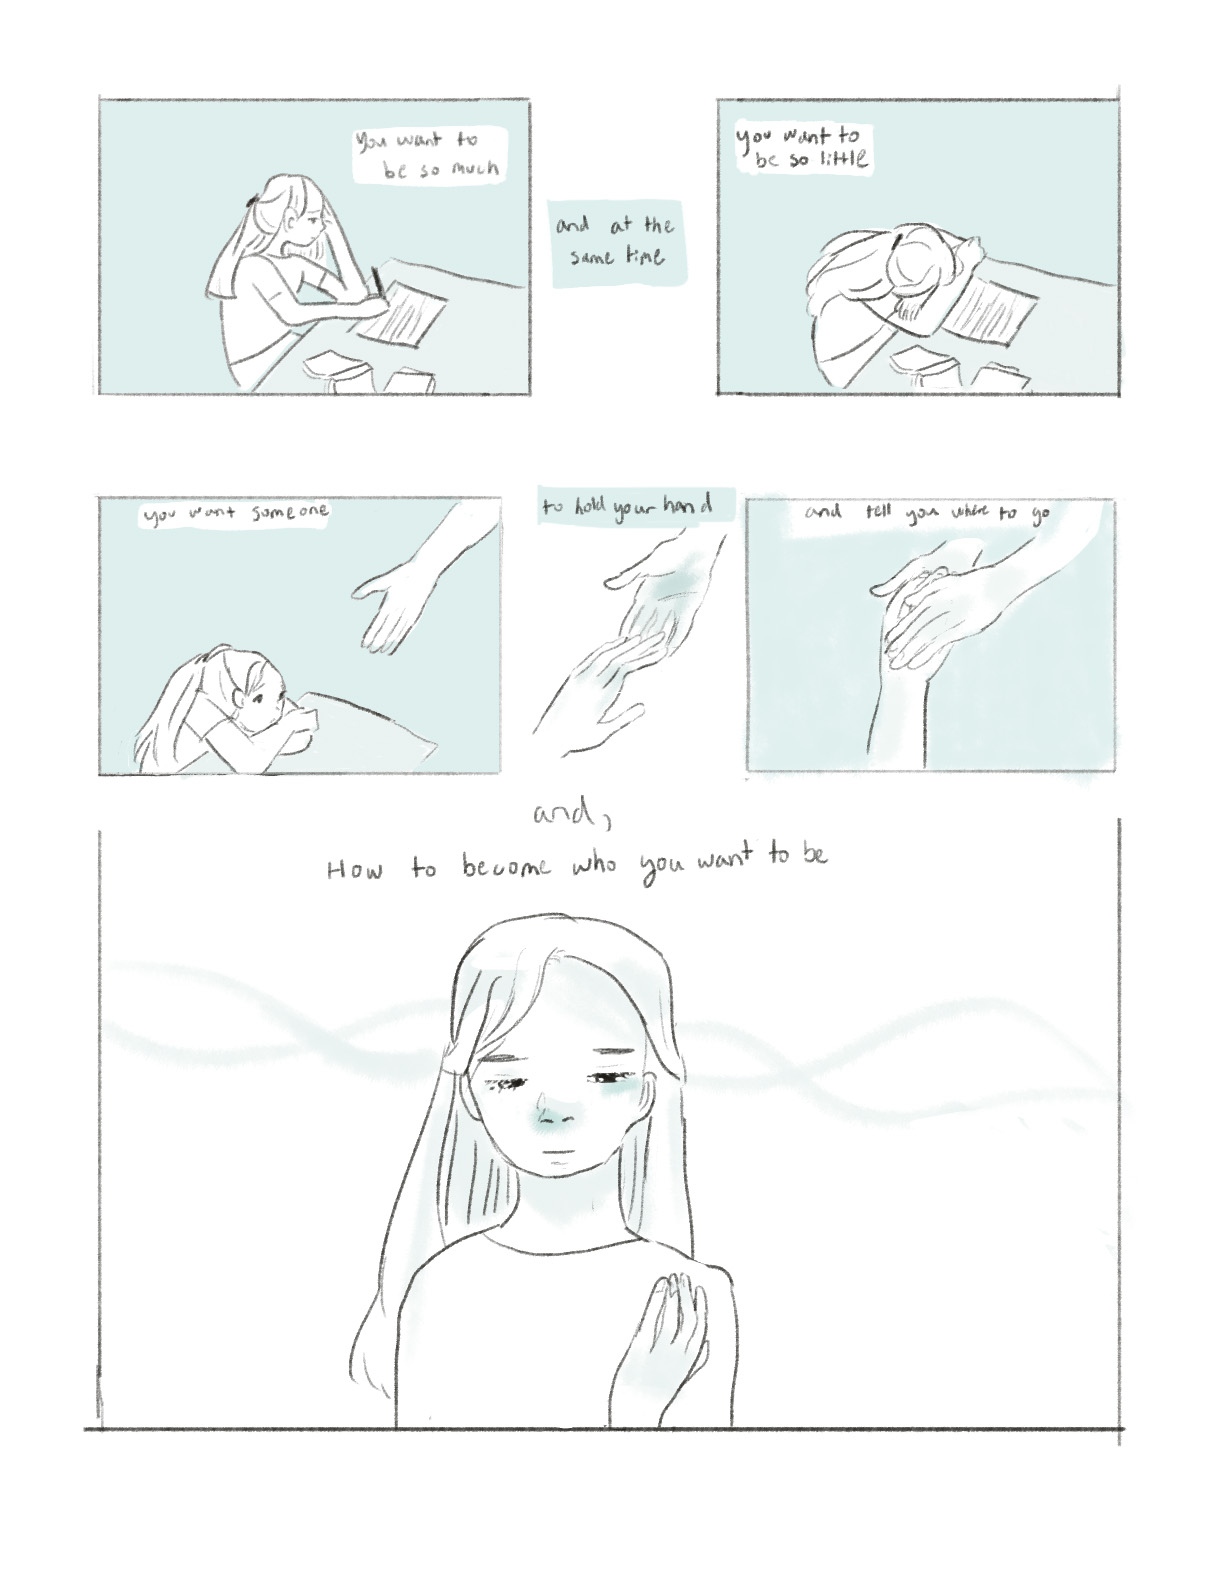 you want to
be so much
and at the
same time
you want to
be so little
you want someone
to hold your hand
and tell you where to go
and,
How to become who you want to be